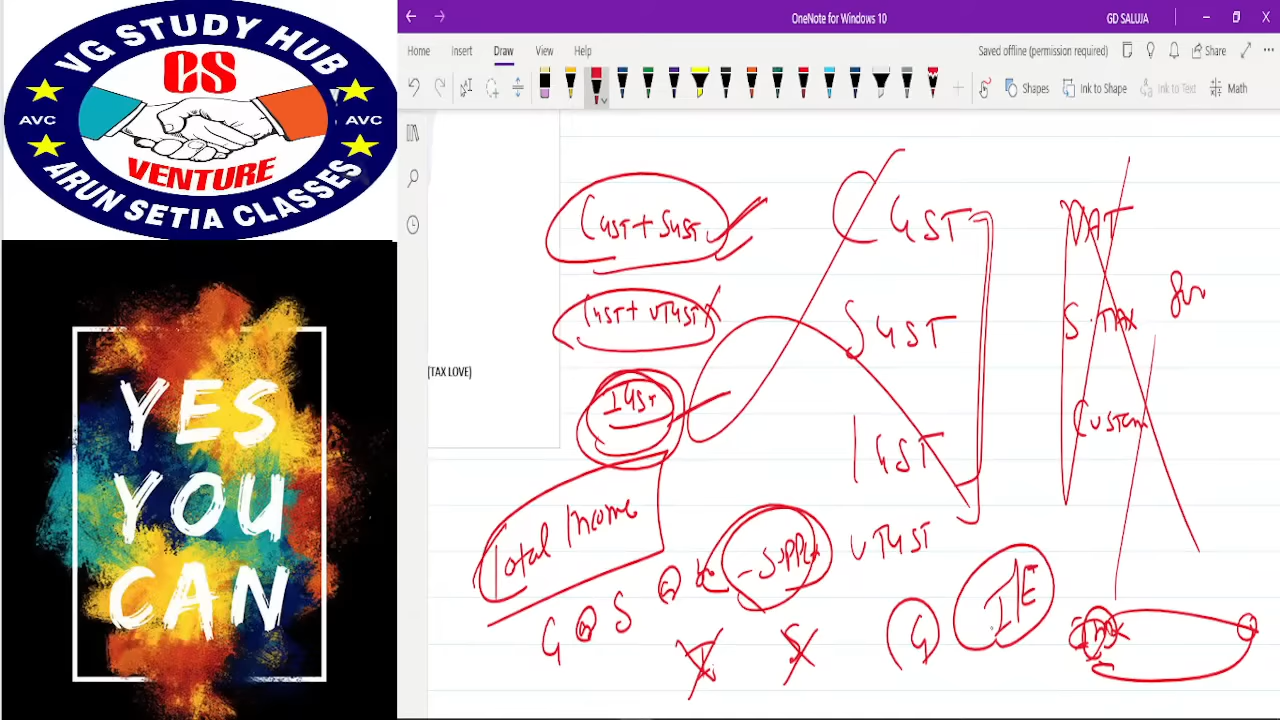 VG STUDY HUB
CS
AVC
AVC
VENTURE
ARUN SETIA CLASSES
YES
YOU
CAN
OneNote for Windows 10
GD SALUJA
Home
Insert
Draw
View
Help
Saved offline (permission required)
Share
Shapes
Ink to Shape
Ink to Text
Math
(TAX LOVE)
CGST + SGST
CGST + UTGST
IGST
Total Income
G or S
CGST
SGST
IGST
UTGST
Supply
G
I/E
VAT
S. TAX
Custom